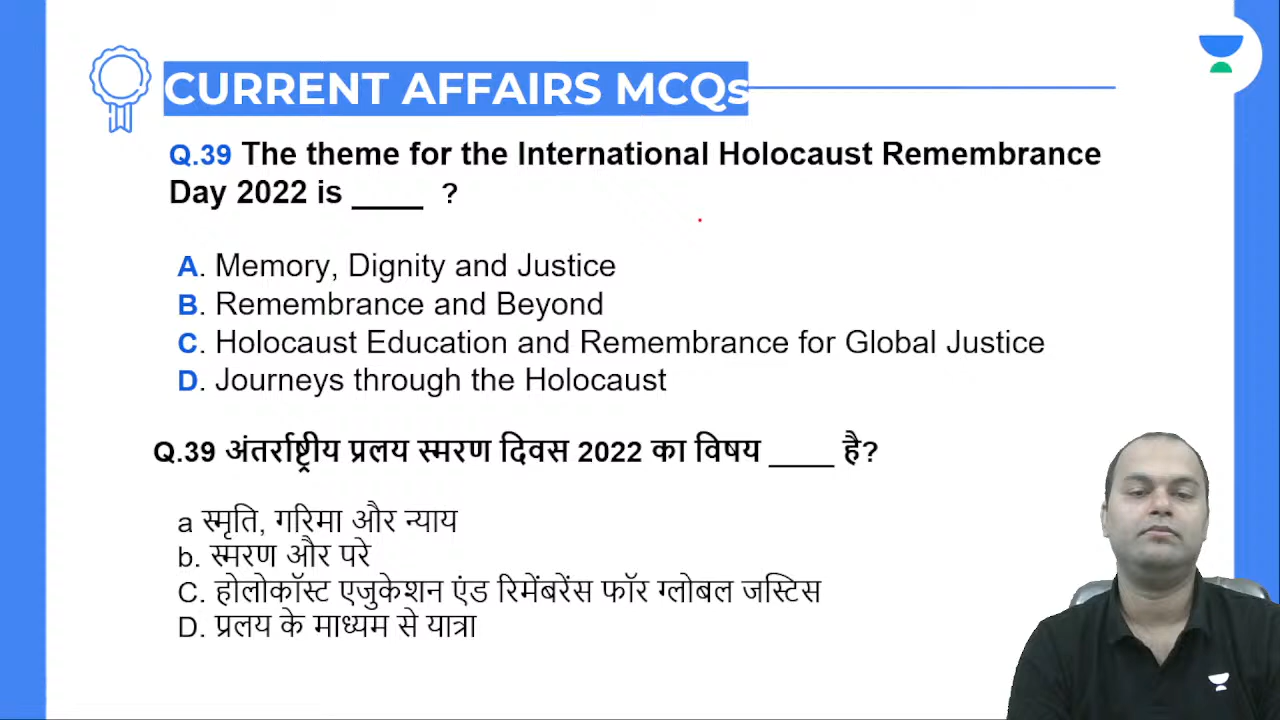 CURRENT AFFAIRS MCQs
Q.39 The theme for the International Holocaust Remembrance
Day 2022 is ____ ?
A. Memory, Dignity and Justice
B. Remembrance and Beyond
C. Holocaust Education and Remembrance for Global Justice
D. Journeys through the Holocaust
Q.39 अंतर्राष्ट्रीय प्रलय स्मरण दिवस 2022 का विषय ____ है?
a स्मृति, गरिमा और न्याय
b. स्मरण और परे
C. होलोकॉस्ट एजुकेशन एंड रिमेंबरेंस फॉर ग्लोबल जस्टिस
D. प्रलय के माध्यम से यात्रा